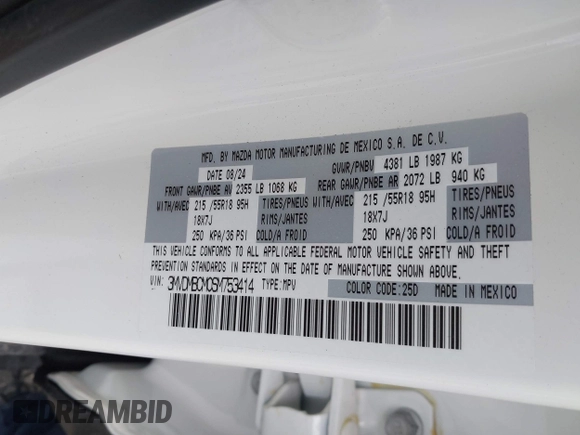 MFD. BY MAZDA MOTOR MANUFACTURING DE MEXICO S.A. DE C.V.
DATE 08/24 GVWR/PNBV 4381 LB 1987 KG
FRONT GAWR/PNBE AV 2355 LB 1068 KG REAR GAWR/PNBE AR 2072 LB 940 KG
WITH/AVEC 215 /55R18 95H TIRES/PNEUS WITH/AVEC 215 /55R18 95H TIRES/PNEUS
18X7J RIMS/JANTES 18X7J RIMS/JANTES
250 KPA/36 PSI COLD/A FROID 250 KPA/36 PSI COLD/A FROID
THIS VEHICLE CONFORMS TO ALL APPLICABLE FEDERAL MOTOR VEHICLE SAFETY AND THEFT
PREVENTION STANDARDS IN EFFECT ON THE DATE OF MANUFACTURE SHOWN ABOVE.
VIN: 3MVDMBCMCSM753414 TYPE:MPV
COLOR CODE:25D MADE IN MEXICO
DREAMBID